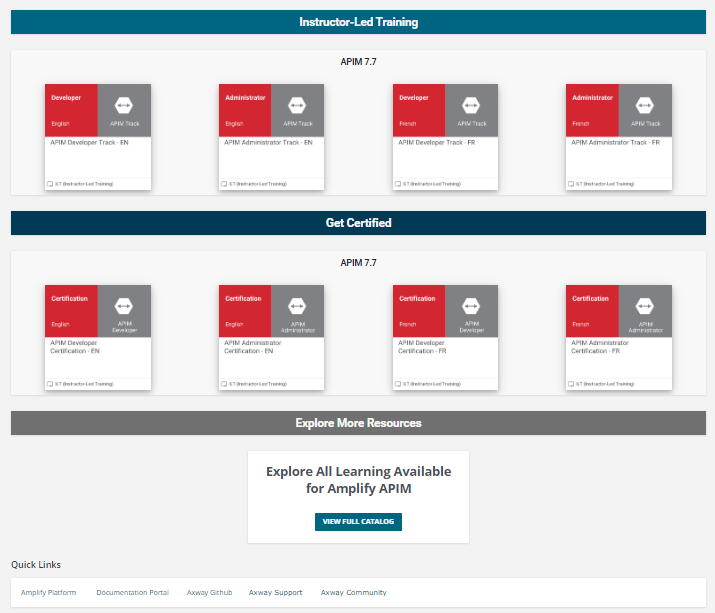 Instructor-Led Training
APIM 7.7
Developer
English
APIM Track
APIM Developer Track - EN
ILT (Instructor-Led Training)
Administrator
English
APIM Track
APIM Administrator Track - EN
ILT (Instructor-Led Training)
Developer
French
APIM Track
APIM Developer Track - FR
ILT (Instructor-Led Training)
Administrator
French
APIM Track
APIM Administrator Track - FR
ILT (Instructor-Led Training)
Get Certified
APIM 7.7
Certification
English
APIM
Developer
APIM Developer
Certification - EN
ILT (Instructor-Led Training)
Certification
English
APIM
Administrator
APIM Administrator
Certification - EN
ILT (Instructor-Led Training)
Certification
French
APIM
Developer
APIM Developer
Certification - FR
ILT (Instructor-Led Training)
Certification
French
APIM
Administrator
APIM Administrator
Certification - FR
ILT (Instructor-Led Training)
Explore More Resources
Explore All Learning Available
for Amplify APIM
VIEW FULL CATALOG
Quick Links
Amplify Platform Documentation Portal Axway Github Axway Support Axway Community